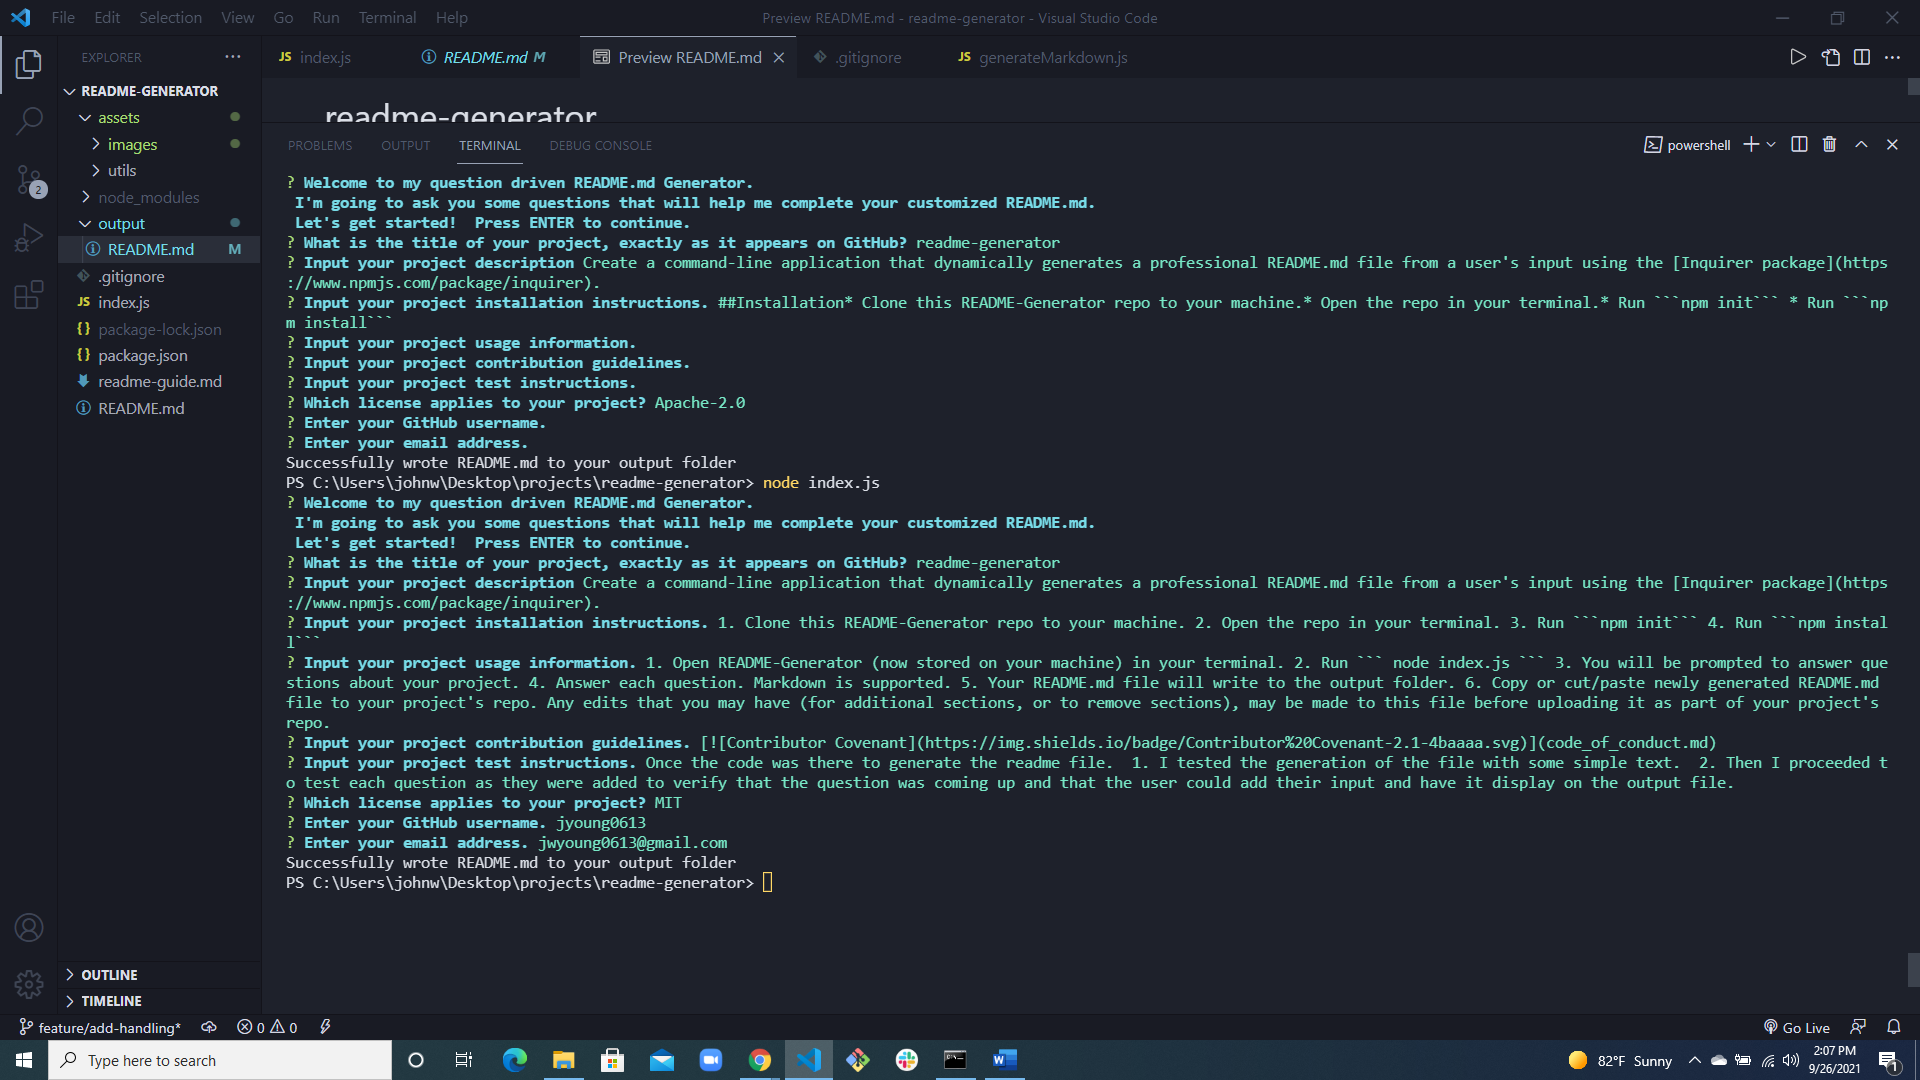 File Edit Selection View Go Run Terminal Help
Preview README.md - readme-generator - Visual Studio Code
EXPLORER
JS index.js
README.md M
Preview README.md
.gitignore
JS generateMarkdown.js
README-GENERATOR
assets
images
utils
node_modules
output
README.md M
.gitignore
JS index.js
{} package-lock.json
{} package.json
readme-guide.md
README.md
2
readme-generator
PROBLEMS OUTPUT TERMINAL DEBUG CONSOLE
powershell
? Welcome to my question driven README.md Generator.
I'm going to ask you some questions that will help me complete your customized README.md.
Let's get started!  Press ENTER to continue.
? What is the title of your project, exactly as it appears on GitHub? readme-generator
? Input your project description Create a command-line application that dynamically generates a professional README.md file from a user's input using the [Inquirer package](https
://www.npmjs.com/package/inquirer).
? Input your project installation instructions. ##Installation* Clone this README-Generator repo to your machine.* Open the repo in your terminal.* Run ```npm init``` * Run ```np
m install```
? Input your project usage information.
? Input your project contribution guidelines.
? Input your project test instructions.
? Which license applies to your project? Apache-2.0
? Enter your GitHub username.
? Enter your email address.
Successfully wrote README.md to your output folder
PS C:\Users\johnw\Desktop\projects\readme-generator> node index.js
? Welcome to my question driven README.md Generator.
I'm going to ask you some questions that will help me complete your customized README.md.
Let's get started!  Press ENTER to continue.
? What is the title of your project, exactly as it appears on GitHub? readme-generator
? Input your project description Create a command-line application that dynamically generates a professional README.md file from a user's input using the [Inquirer package](https
://www.npmjs.com/package/inquirer).
? Input your project installation instructions. 1. Clone this README-Generator repo to your machine. 2. Open the repo in your terminal. 3. Run ```npm init``` 4. Run ```npm instal
l```
? Input your project usage information. 1. Open README-Generator (now stored on your machine) in your terminal. 2. Run ``` node index.js ``` 3. You will be prompted to answer que
stions about your project. 4. Answer each question. Markdown is supported. 5. Your README.md file will write to the output folder. 6. Copy or cut/paste newly generated README.md
file to your project's repo. Any edits that you may have (for additional sections, or to remove sections), may be made to this file before uploading it as part of your project's
repo.
? Input your project contribution guidelines. [![Contributor Covenant](https://img.shields.io/badge/Contributor%20Covenant-2.1-4baaaa.svg)](code_of_conduct.md)
? Input your project test instructions. Once the code was there to generate the readme file.  1. I tested the generation of the file with some simple text.  2. Then I proceeded t
o test each question as they were added to verify that the question was coming up and that the user could add their input and have it display on the output file.
? Which license applies to your project? MIT
? Enter your GitHub username. jyoung0613
? Enter your email address. jwyoung0613@gmail.com
Successfully wrote README.md to your output folder
PS C:\Users\johnw\Desktop\projects\readme-generator>
OUTLINE
TIMELINE
feature/add-handling* 0 0
Go Live
Type here to search
82°F Sunny
2:07 PM
9/26/2021
1